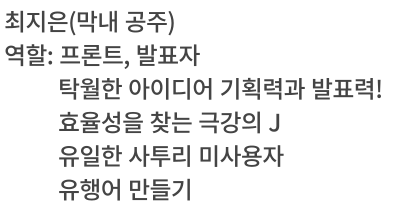 최지은(막내 공주)
역할: 프론트, 발표자
탁월한 아이디어 기획력과 발표력!
효율성을 찾는 극강의 J
유일한 사투리 미사용자
유행어 만들기